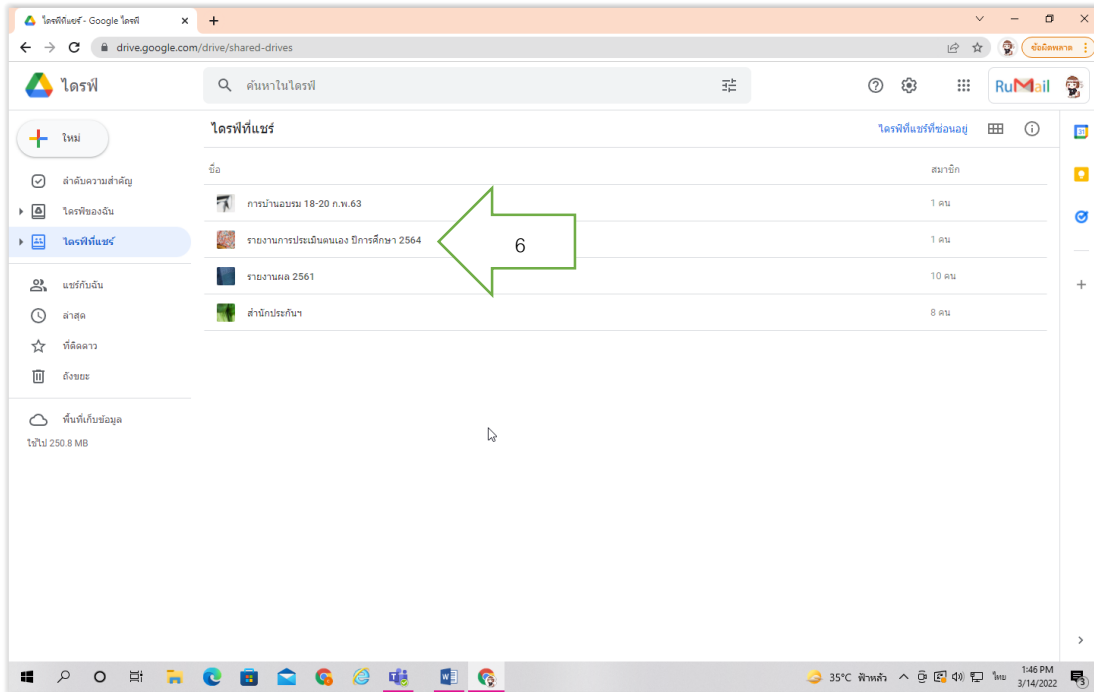 ไดรฟ์ที่แชร์ - Google ไดรฟ์
drive.google.com/drive/shared-drives
ข้อผิดพลาด
ไดรฟ์
ค้นหาในไดรฟ์
RuMail
ใหม่
ลำดับความสำคัญ
ไดรฟ์ของฉัน
ไดรฟ์ที่แชร์
แชร์กับฉัน
ล่าสุด
ที่ติดดาว
ถังขยะ
พื้นที่เก็บข้อมูล
ใช้ไป 250.8 MB
ไดรฟ์ที่แชร์
ไดรฟ์ที่แชร์ที่ซ่อนอยู่
ชื่อ สมาชิก
การบ้านอบรม 18-20 ก.พ.63 1 คน
รายงานการประเมินตนเอง ปีการศึกษา 2564 1 คน
6
รายงานผล 2561 10 คน
สำนักประกันฯ 8 คน
31
35°C ฟ้าหลัว
ไทย
1:46 PM
3/14/2022
3